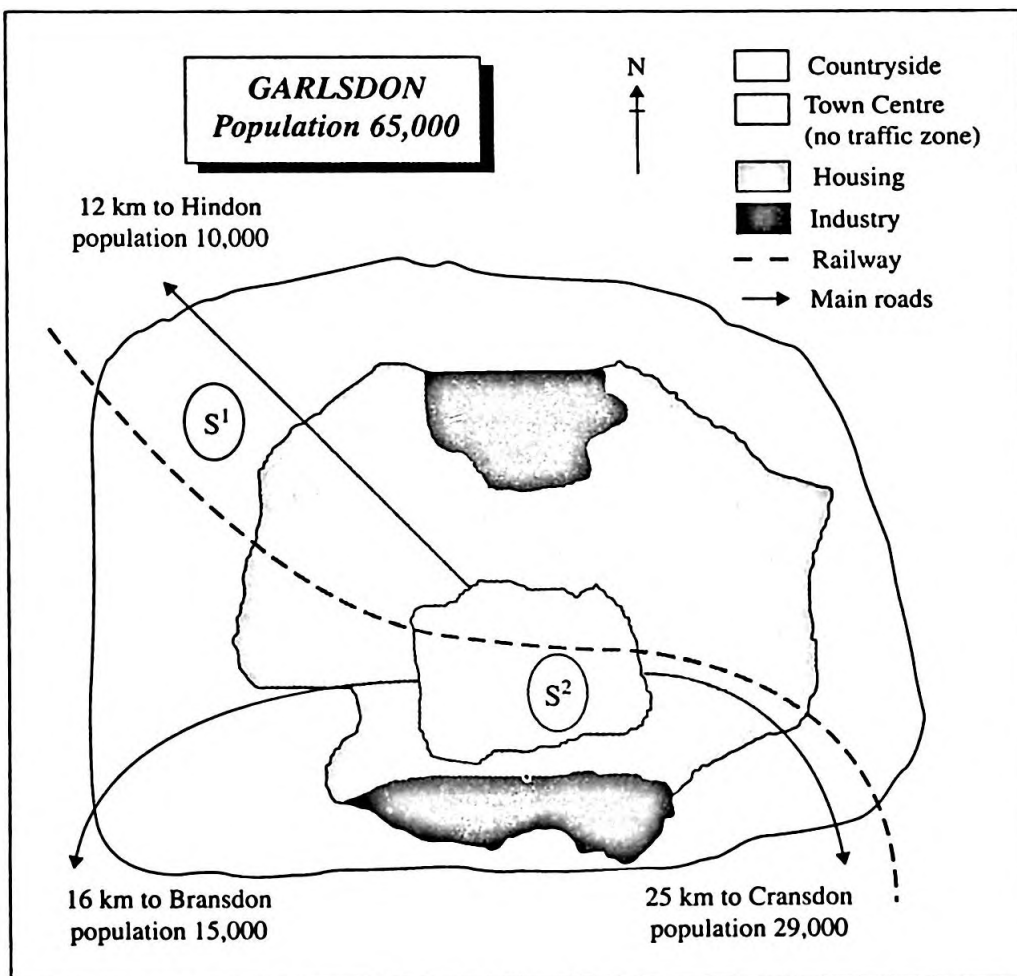 GARLSDON
Population 65,000
N
Countryside
Town Centre
(no traffic zone)
Housing
Industry
Railway
Main roads
12 km to Hindon
population 10,000
S¹
S²
16 km to Bransdon
population 15,000
25 km to Cransdon
population 29,000